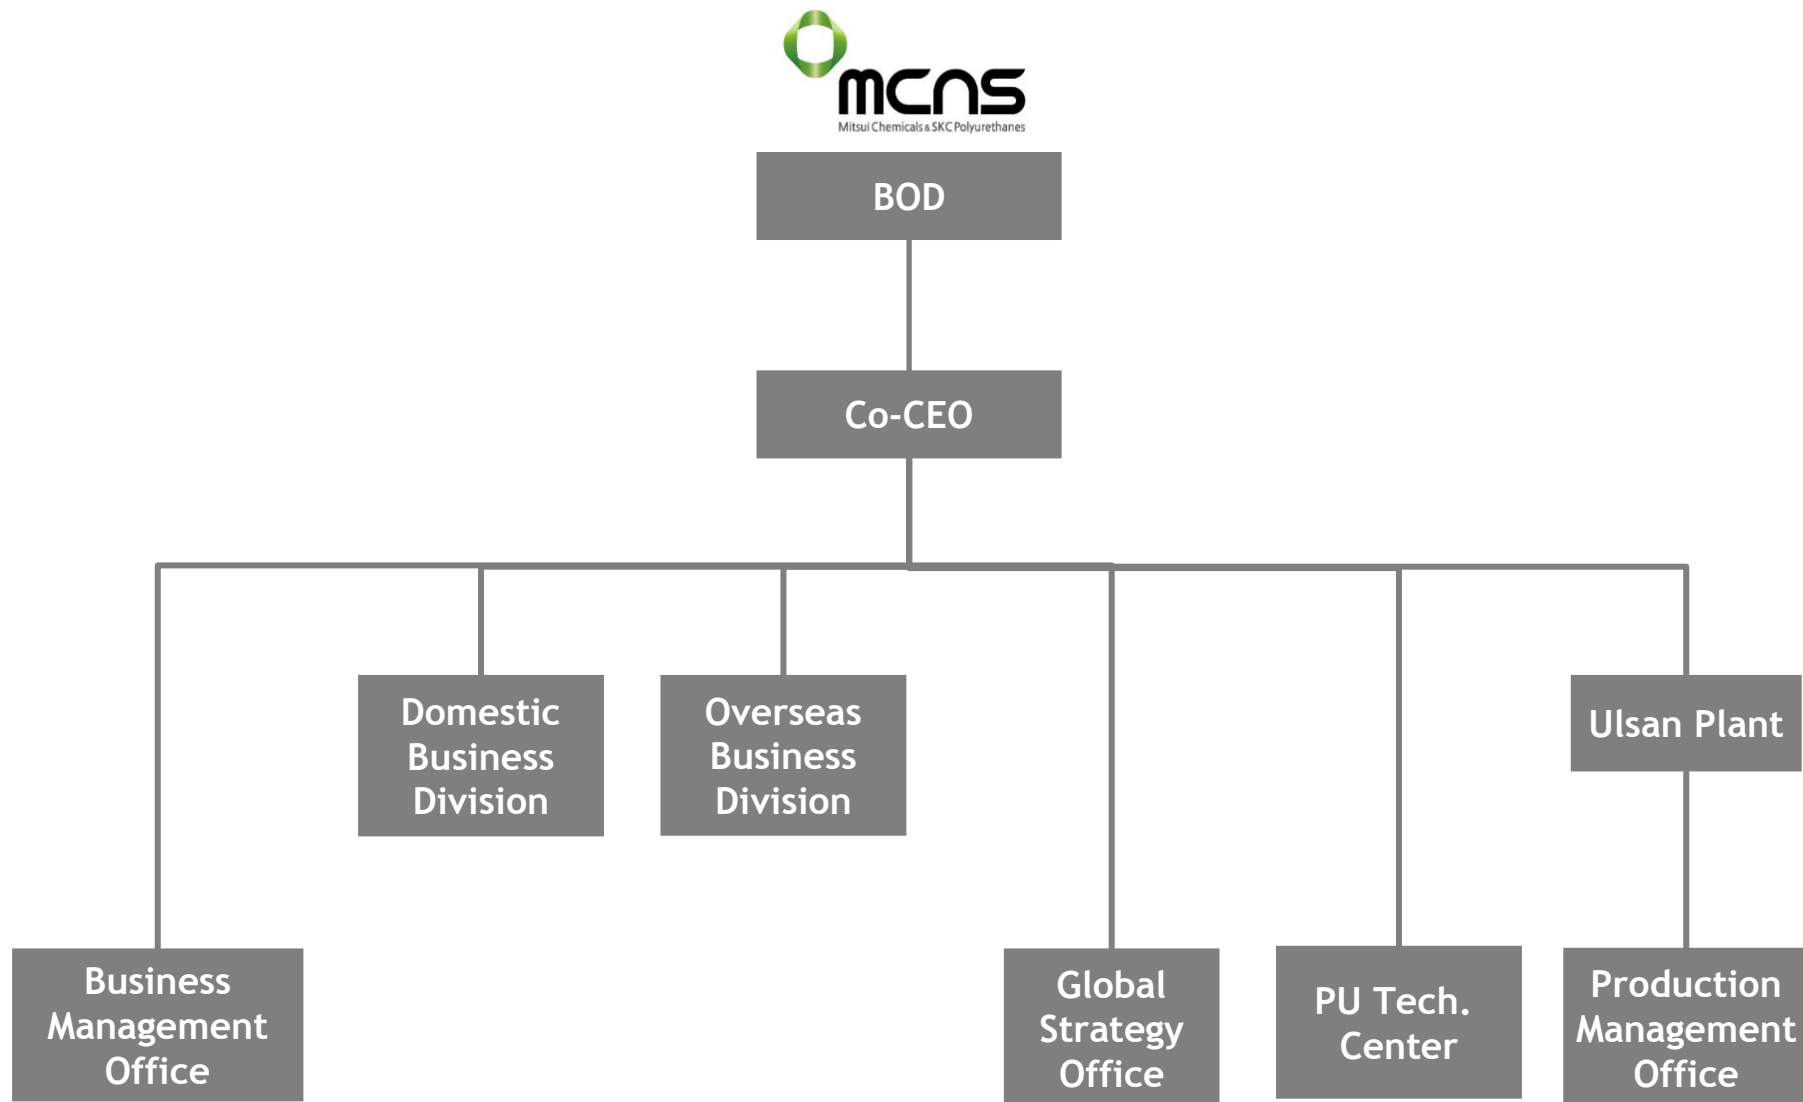 mcns
Mitsui Chemicals & SKC Polyurethanes
BOD
Co-CEO
Domestic
Business
Division
Overseas
Business
Division
Ulsan Plant
Business
Management
Office
Global
Strategy
Office
PU Tech.
Center
Production
Management
Office